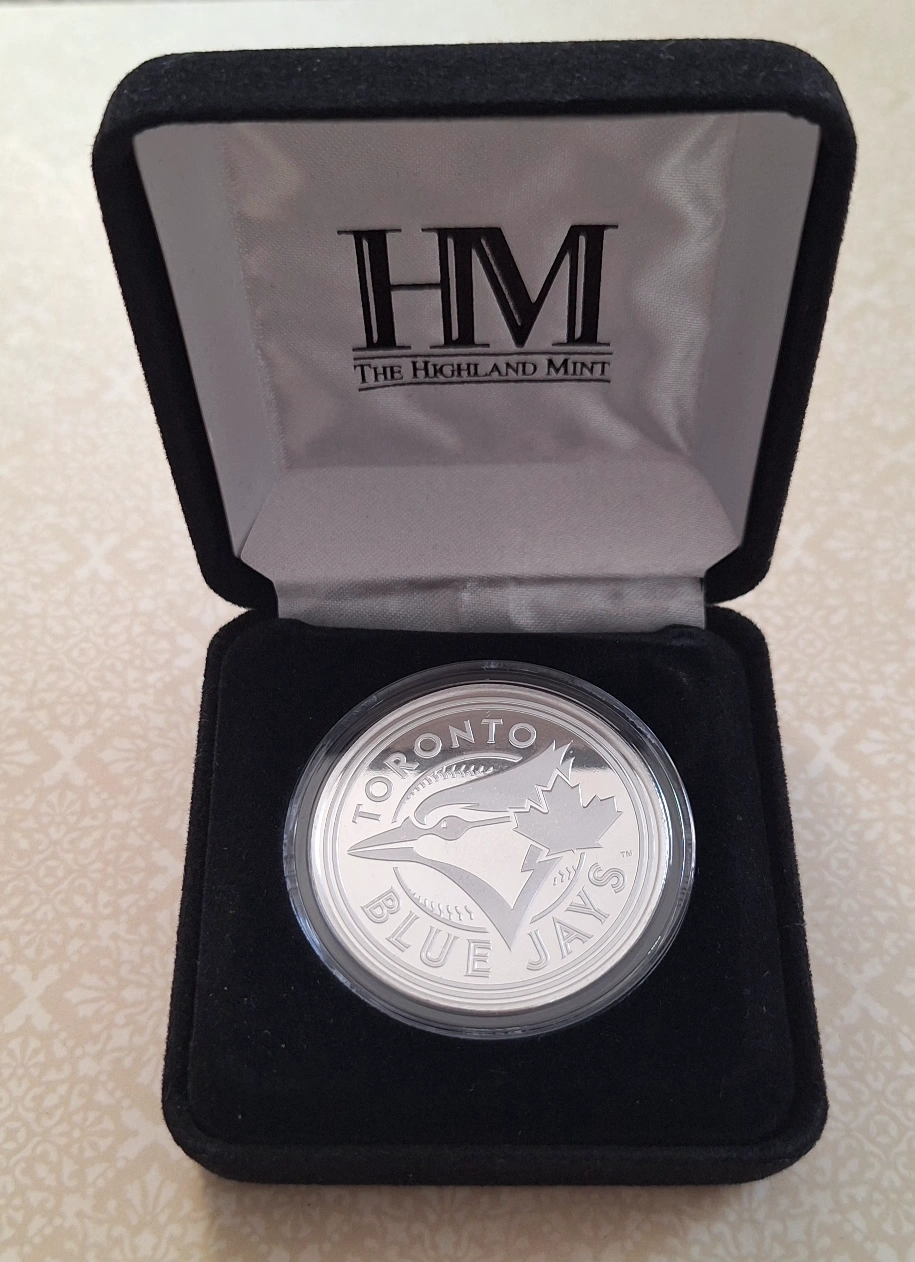 HM
THE HIGHLAND MINT
TORONTO
BLUE JAYS
TM